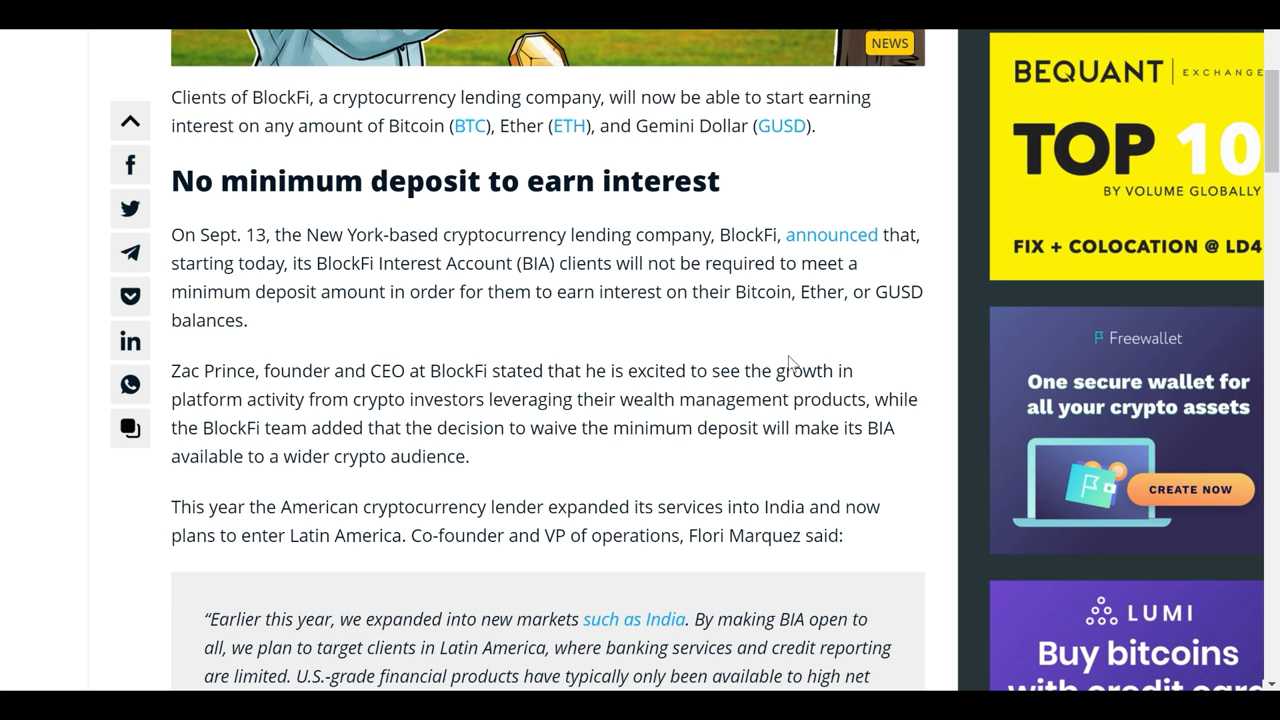 NEWS
Clients of BlockFi, a cryptocurrency lending company, will now be able to start earning
interest on any amount of Bitcoin (BTC), Ether (ETH), and Gemini Dollar (GUSD).
No minimum deposit to earn interest
On Sept. 13, the New York-based cryptocurrency lending company, BlockFi, announced that,
starting today, its BlockFi Interest Account (BIA) clients will not be required to meet a
minimum deposit amount in order for them to earn interest on their Bitcoin, Ether, or GUSD
balances.
Zac Prince, founder and CEO at BlockFi stated that he is excited to see the growth in
platform activity from crypto investors leveraging their wealth management products, while
the BlockFi team added that the decision to waive the minimum deposit will make its BIA
available to a wider crypto audience.
This year the American cryptocurrency lender expanded its services into India and now
plans to enter Latin America. Co-founder and VP of operations, Flori Marquez said:
“Earlier this year, we expanded into new markets such as India. By making BIA open to
all, we plan to target clients in Latin America, where banking services and credit reporting
are limited. U.S.-grade financial products have typically only been available to high net
BEQUANT | EXCHANGE
TOP 10
BY VOLUME GLOBALLY
FIX + COLOCATION @ LD4
Freewallet
One secure wallet for
all your crypto assets
CREATE NOW
LUMI
Buy bitcoins
with credit card